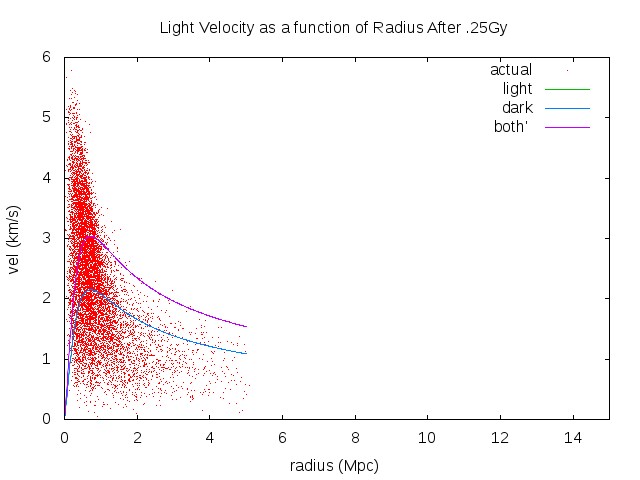 Light Velocity as a function of Radius After .25Gy
actual
light
dark
both'
6
5
4
3
2
1
0
vel (km/s)
0 2 4 6 8 10 12 14
radius (Mpc)